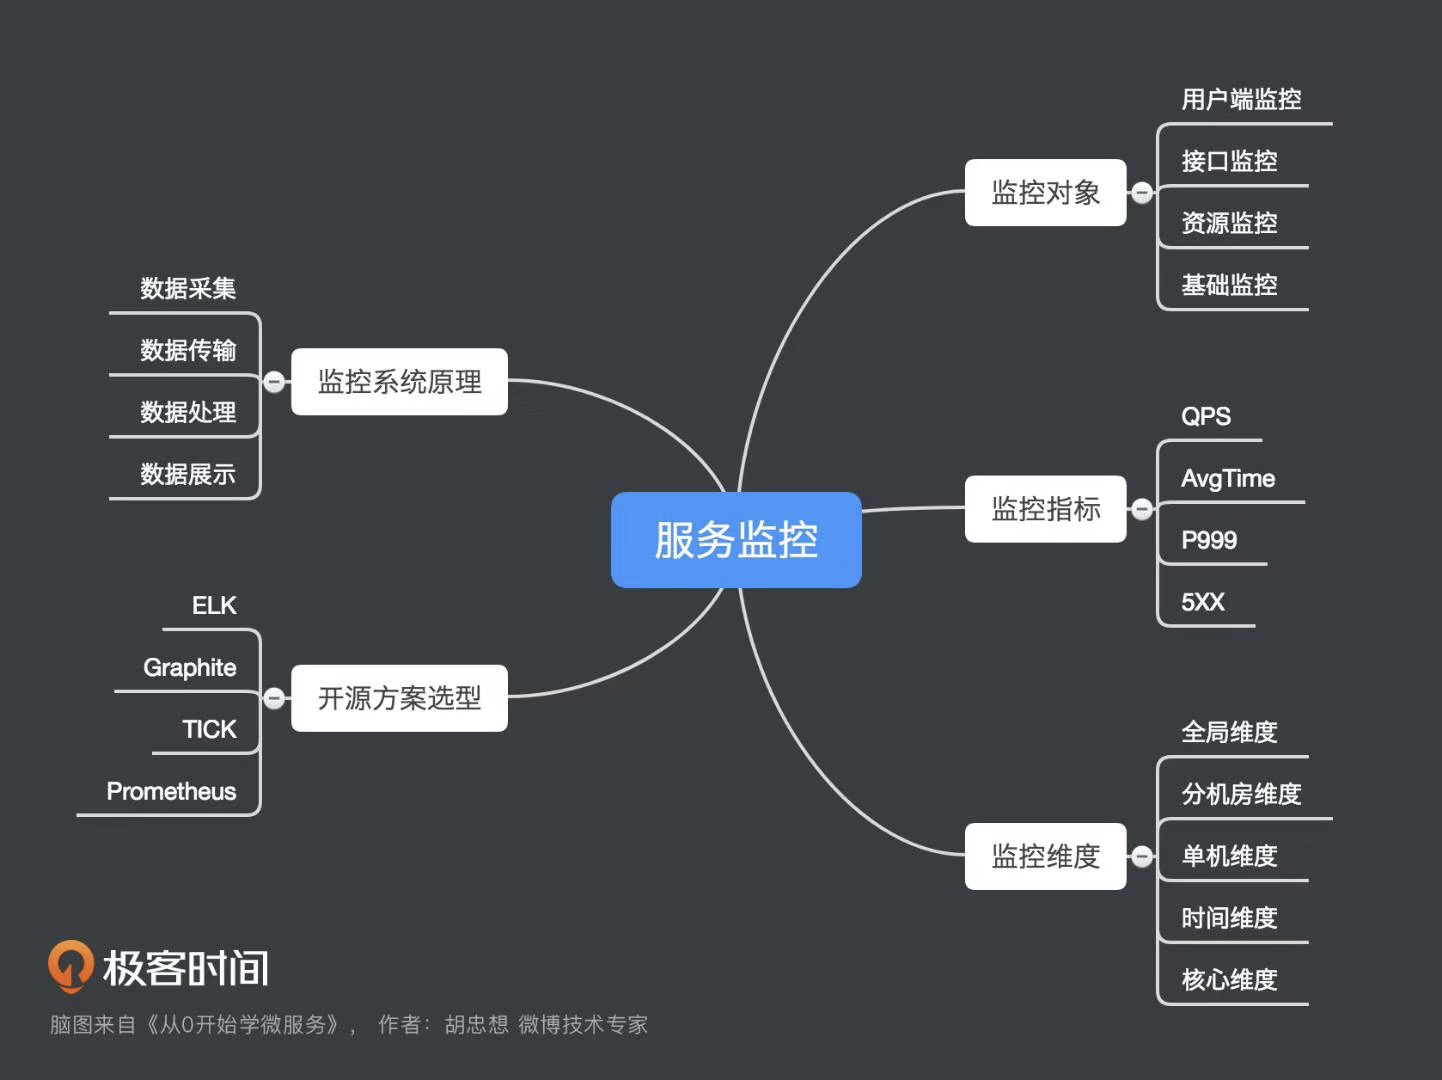 服务监控
监控对象
用户端监控
接口监控
资源监控
基础监控
监控指标
QPS
AvgTime
P999
5XX
监控维度
全局维度
分机房维度
单机维度
时间维度
核心维度
监控系统原理
数据采集
数据传输
数据处理
数据展示
开源方案选型
ELK
Graphite
TICK
Prometheus
极客时间
脑图来自《从0开始学微服务》， 作者：胡忠想 微博技术专家